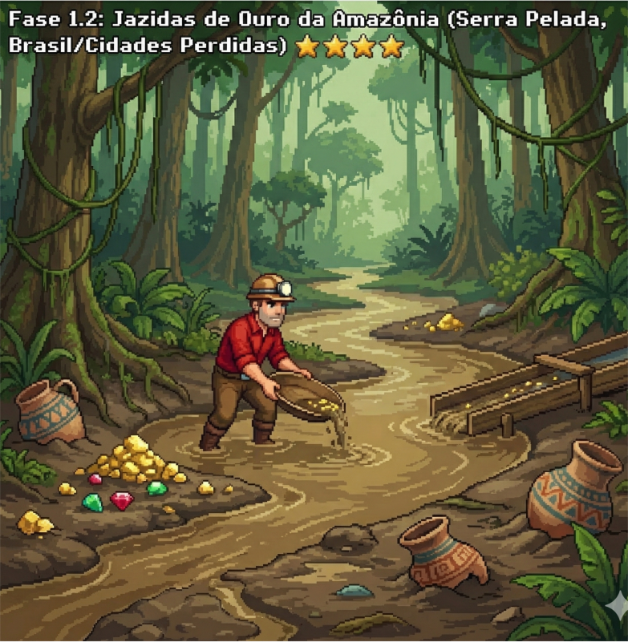 Fase 1.2: Jazidas de Ouro da Amazônia (Serra Pelada,
Brasil/Cidades Perdidas) ⭐⭐⭐⭐